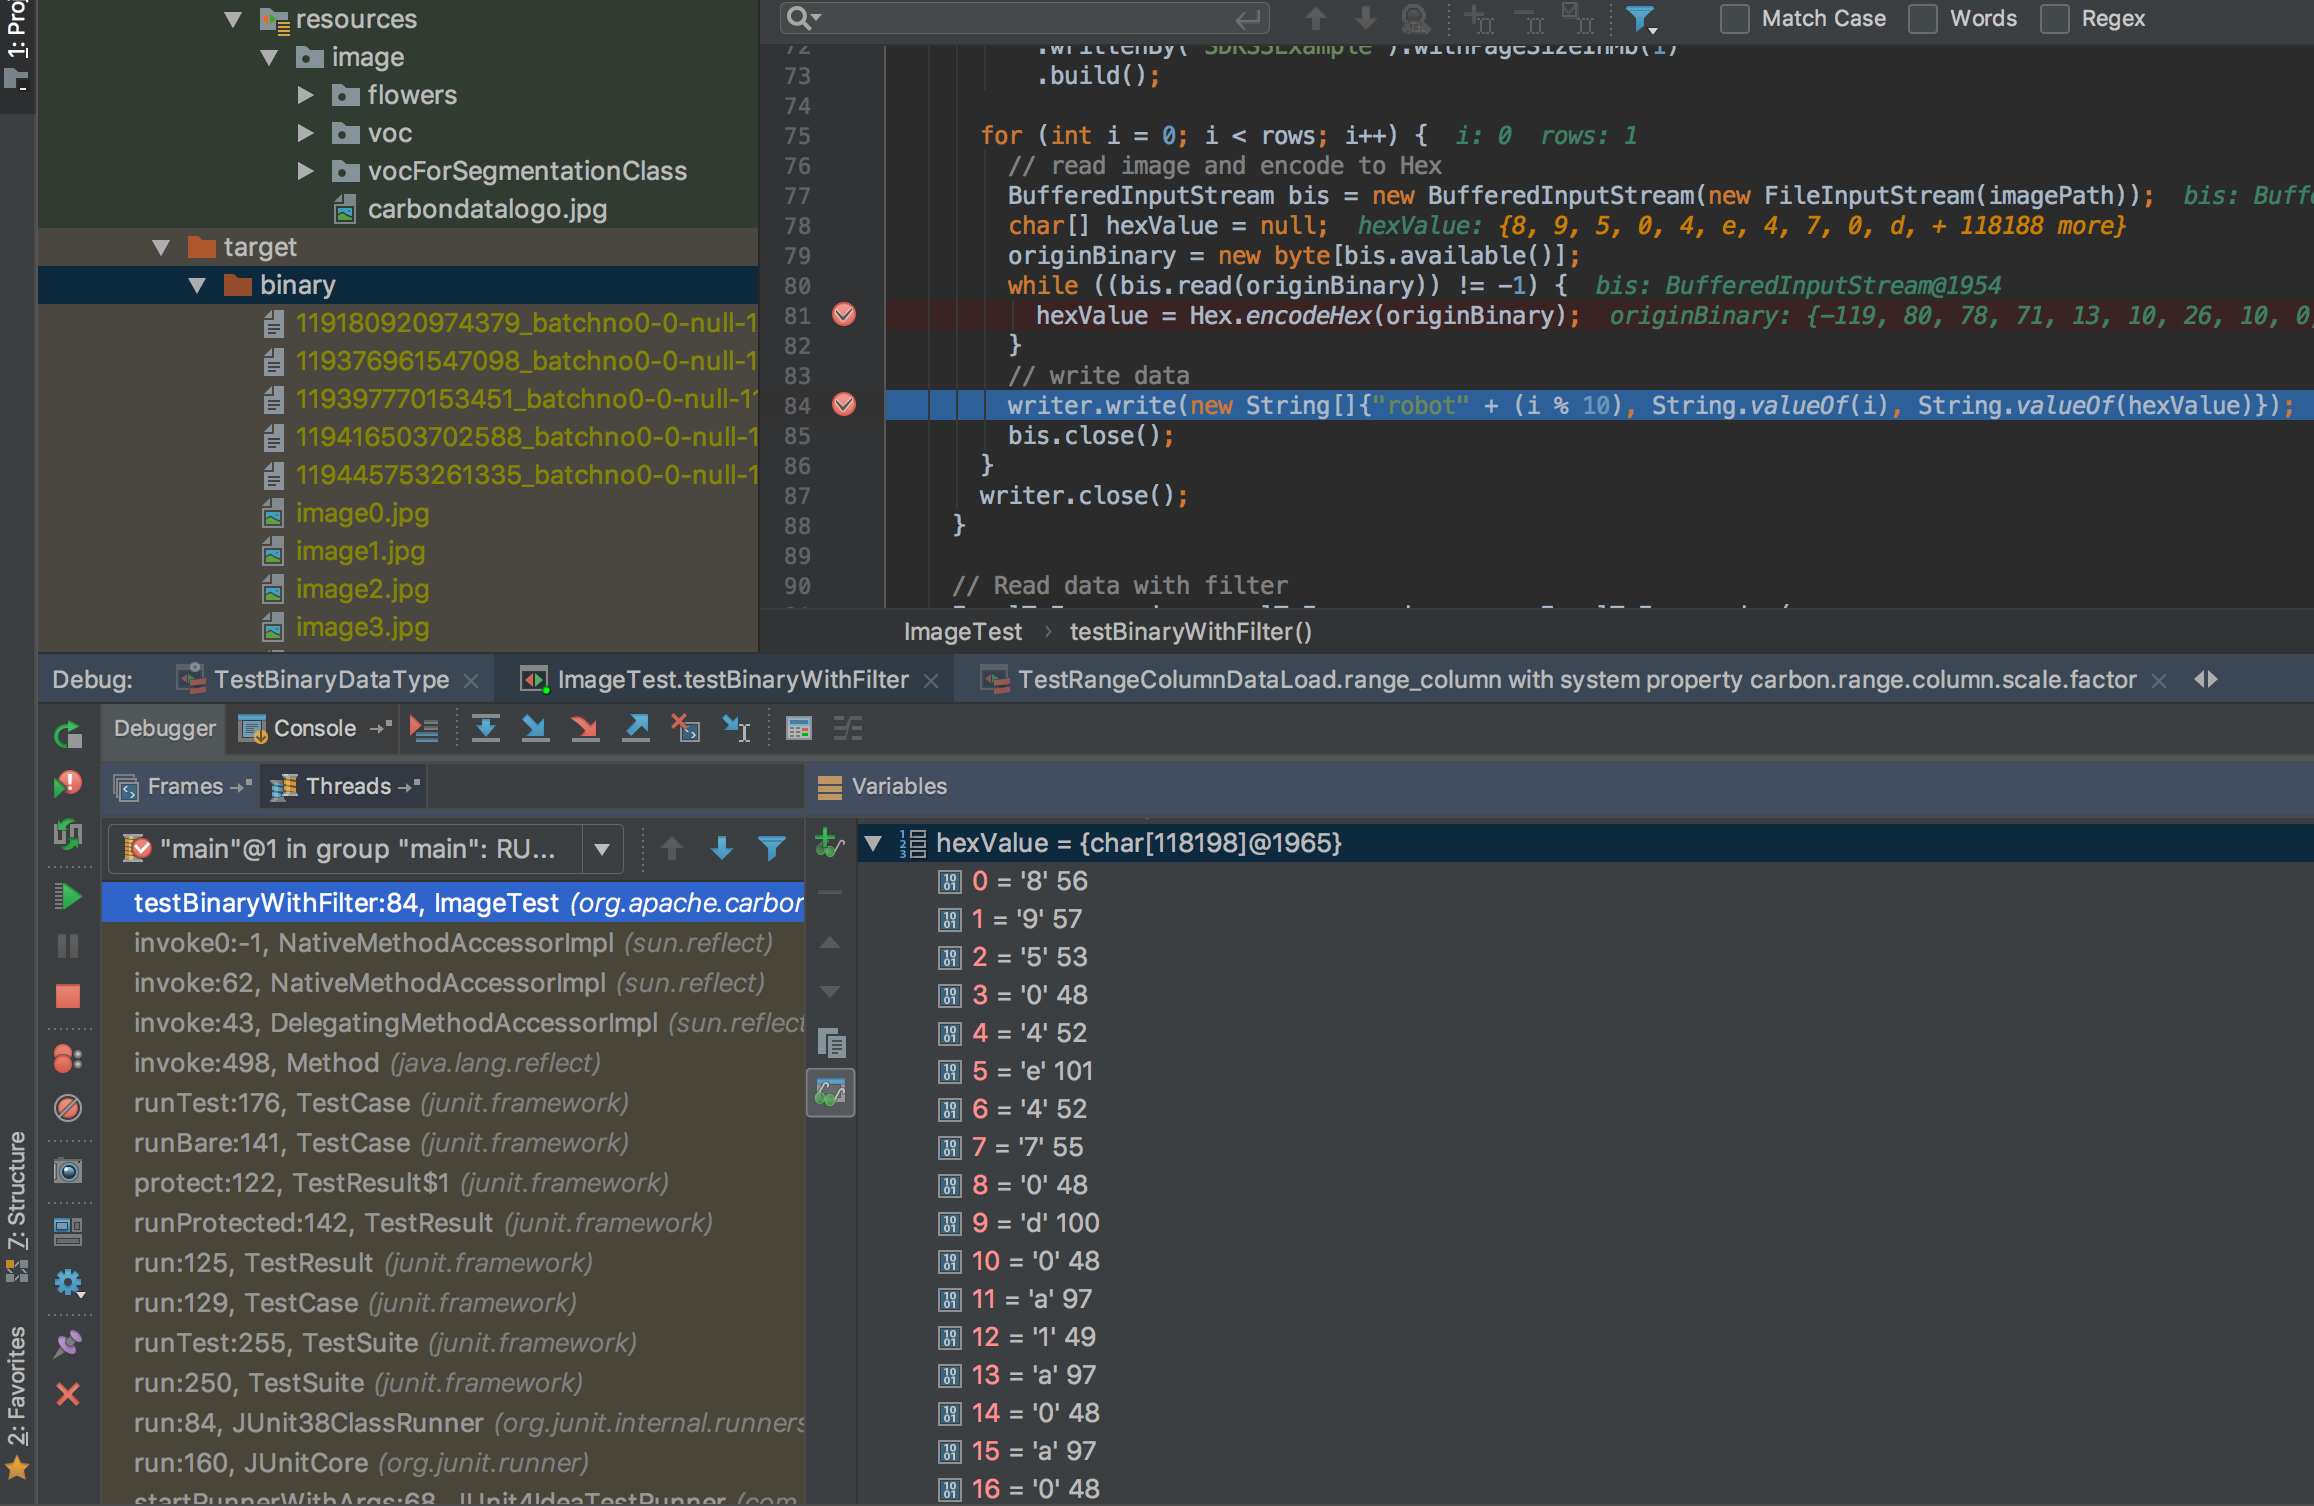 1: Proj
resources
image
flowers
voc
vocForSegmentationClass
carbondatalogo.jpg
target
binary
119180920974379_batchno0-0-null-1
119376961547098_batchno0-0-null-1
119397770153451_batchno0-0-null-11
119416503702588_batchno0-0-null-1
119445753261335_batchno0-0-null-1
image0.jpg
image1.jpg
image2.jpg
image3.jpg
Match Case Words Regex
72 .writtenBy("SDKS3Example").withPageSizeInMb(1)
73 .build();
74
75 for (int i = 0; i < rows; i++) { i: 0 rows: 1
76 // read image and encode to Hex
77 BufferedInputStream bis = new BufferedInputStream(new FileInputStream(imagePath)); bis: Buff
78 char[] hexValue = null; hexValue: {8, 9, 5, 0, 4, e, 4, 7, 0, d, + 118188 more}
79 originBinary = new byte[bis.available()];
80 while ((bis.read(originBinary)) != -1) { bis: BufferedInputStream@1954
81 hexValue = Hex.encodeHex(originBinary); originBinary: {-119, 80, 78, 71, 13, 10, 26, 10, 0,
82 }
83 // write data
84 writer.write(new String[]{"robot" + (i % 10), String.valueOf(i), String.valueOf(hexValue)});
85 bis.close();
86 }
87 writer.close();
88 }
89
90 // Read data with filter
ImageTest › testBinaryWithFilter()
Debug: TestBinaryDataType ImageTest.testBinaryWithFilter TestRangeColumnDataLoad.range_column with system property carbon.range.column.scale.factor
Debugger Console
Frames Threads
Variables
"main"@1 in group "main": RU...
testBinaryWithFilter:84, ImageTest (org.apache.carbon
invoke0:-1, NativeMethodAccessorImpl (sun.reflect)
invoke:62, NativeMethodAccessorImpl (sun.reflect)
invoke:43, DelegatingMethodAccessorImpl (sun.reflect
invoke:498, Method (java.lang.reflect)
runTest:176, TestCase (junit.framework)
runBare:141, TestCase (junit.framework)
protect:122, TestResult$1 (junit.framework)
runProtected:142, TestResult (junit.framework)
run:125, TestResult (junit.framework)
run:129, TestCase (junit.framework)
runTest:255, TestSuite (junit.framework)
run:250, TestSuite (junit.framework)
run:84, JUnit38ClassRunner (org.junit.internal.runners
run:160, JUnitCore (org.junit.runner)
startRunnerWithArgs:68, JUnit4IdeaTestRunner (com
hexValue = {char[118198]@1965}
0 = '8' 56
1 = '9' 57
2 = '5' 53
3 = '0' 48
4 = '4' 52
5 = 'e' 101
6 = '4' 52
7 = '7' 55
8 = '0' 48
9 = 'd' 100
10 = '0' 48
11 = 'a' 97
12 = '1' 49
13 = 'a' 97
14 = '0' 48
15 = 'a' 97
16 = '0' 48
7: Structure
2: Favorites